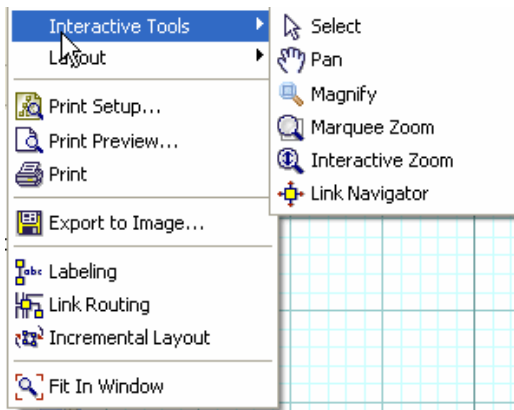 Interactive Tools
Layout
Print Setup...
Print Preview...
Print
Export to Image...
Labeling
Link Routing
Incremental Layout
Fit In Window
Select
Pan
Magnify
Marquee Zoom
Interactive Zoom
Link Navigator